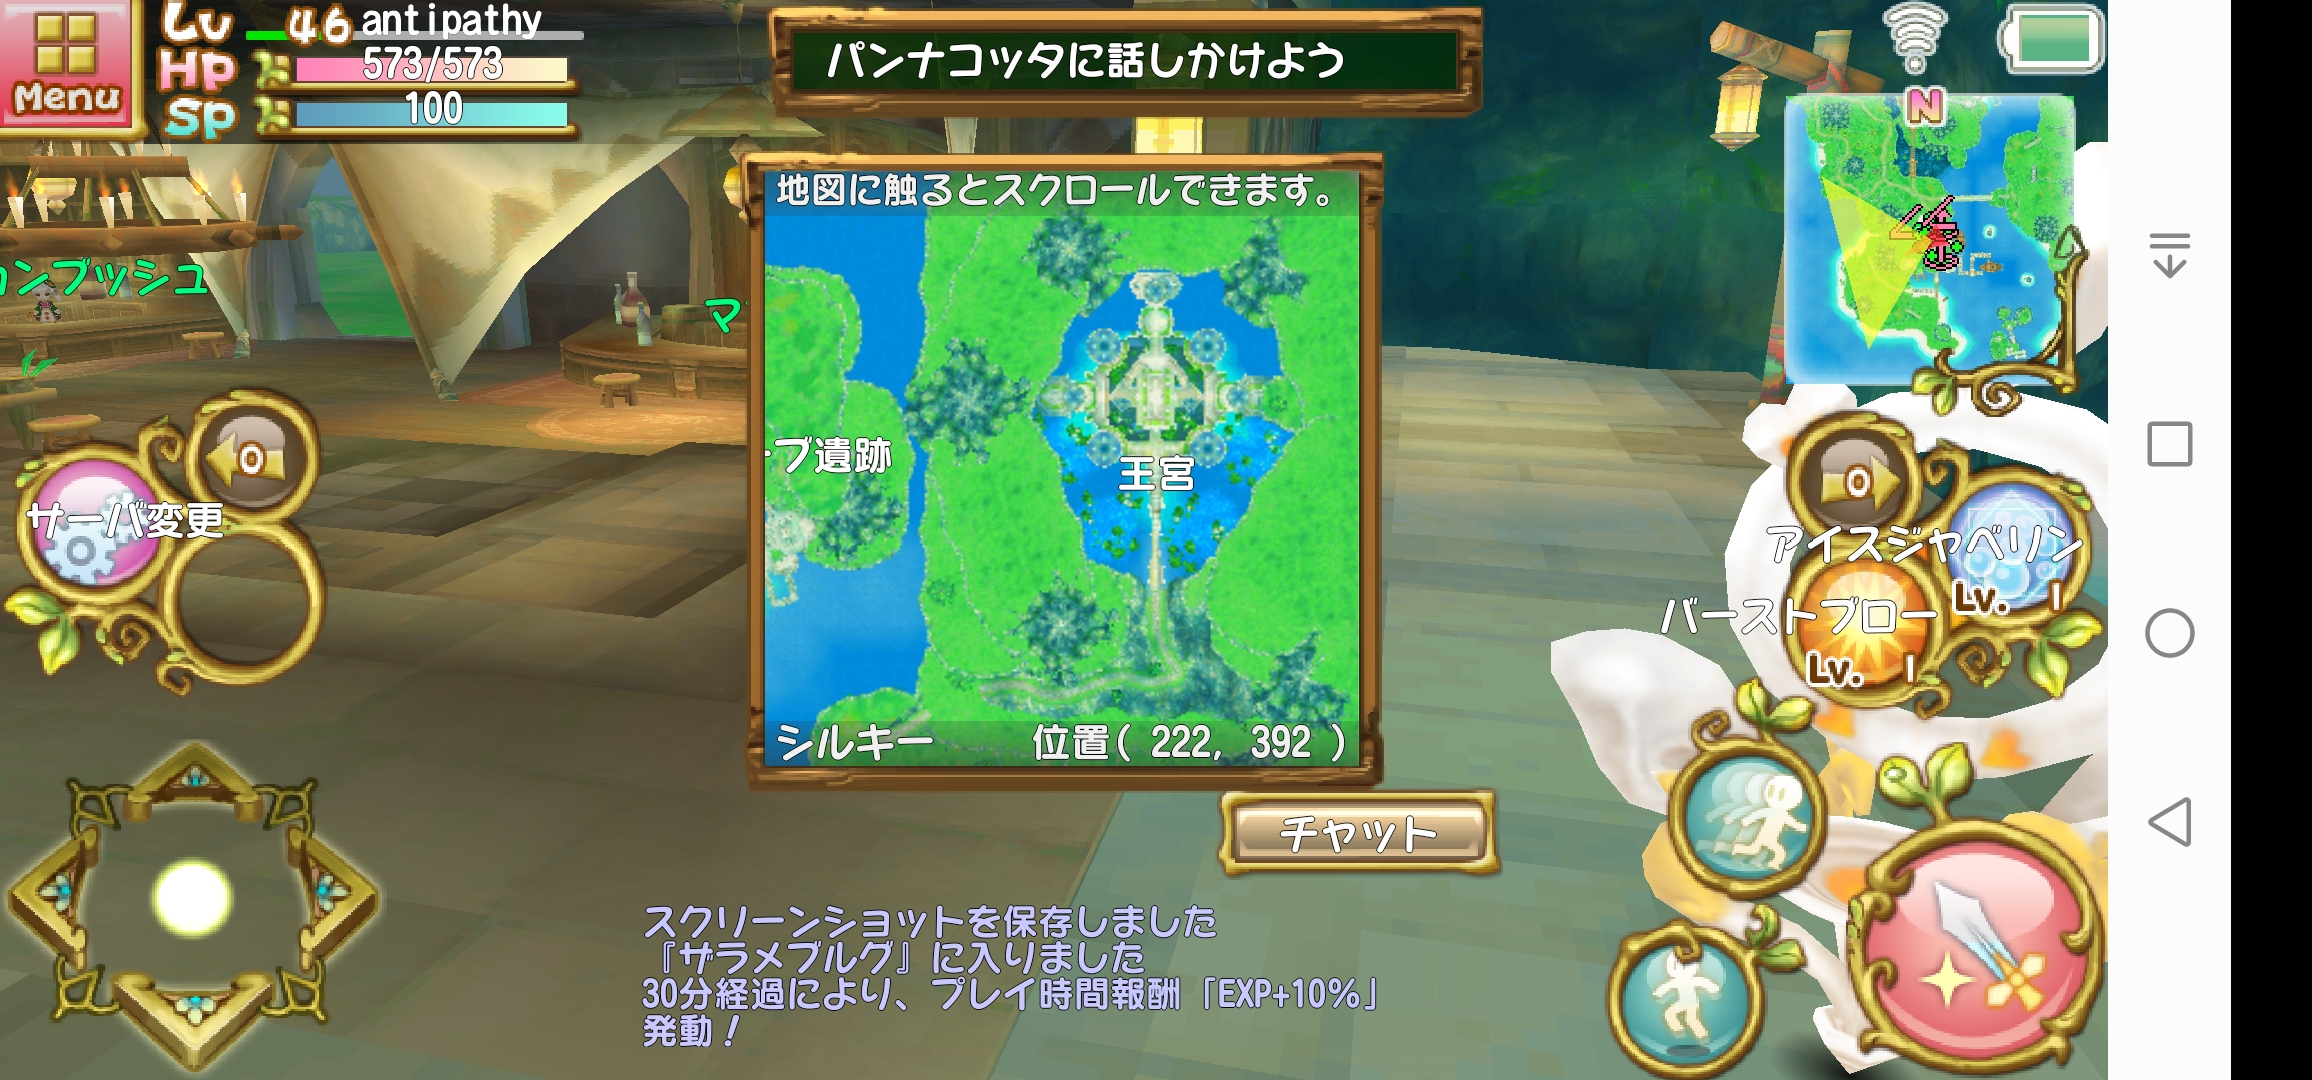 Lv 46 antipathy
HP 573/573
SP 100
Menu
パンナコッタに話しかけよう
N
地図に触るとスクロールできます。
カンブッシュ
マ
ーブ遺跡
王宮
シルキー 位置( 222, 392 )
0
サーバ変更
0
アイスジャベリン
Lv. 1
バーストブロー
Lv. 1
チャット
スクリーンショットを保存しました
『ザラメブルグ』に入りました
30分経過により、プレイ時間報酬「EXP+10%」
発動！